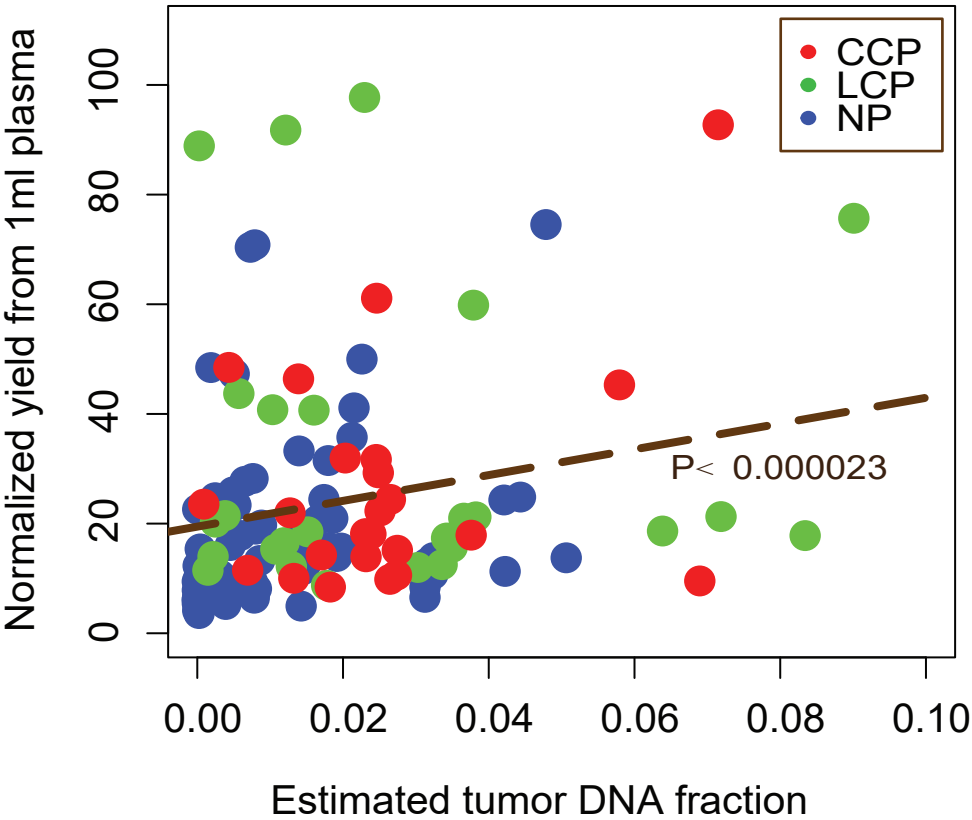 Normalized yield from 1ml plasma
100
80
60
40
20
0
CCP
LCP
NP
P< 0.000023
0.00 0.02 0.04 0.06 0.08 0.10
Estimated tumor DNA fraction